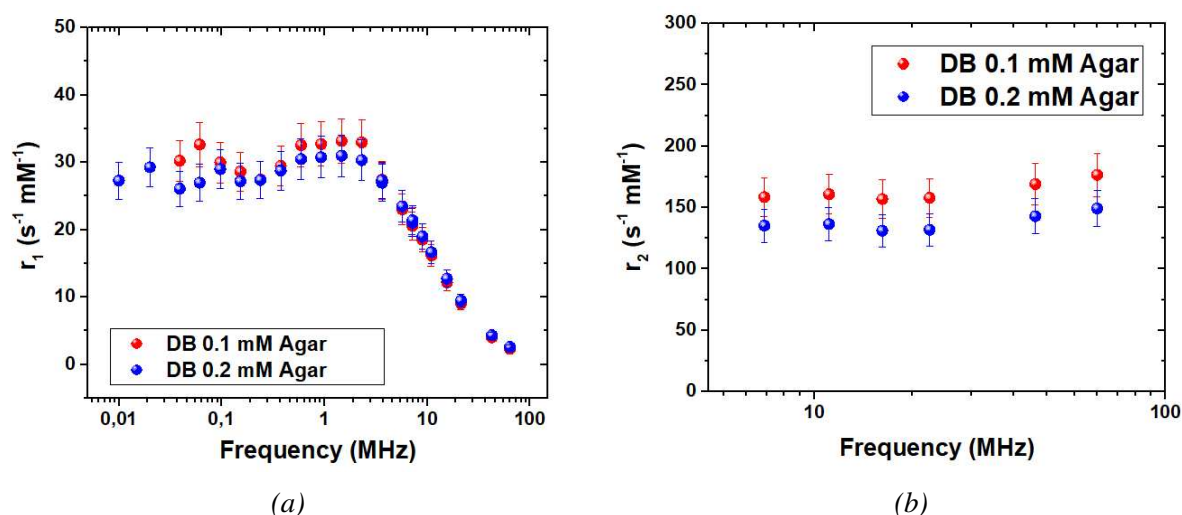 50
40
30
20
10
0
r₁ (s⁻¹ mM⁻¹)
DB 0.1 mM Agar
DB 0.2 mM Agar
0,01 0,1 1 10 100
Frequency (MHz)
(a)
300
250
200
150
100
50
0
r₂ (s⁻¹ mM⁻¹)
DB 0.1 mM Agar
DB 0.2 mM Agar
10 100
Frequency (MHz)
(b)